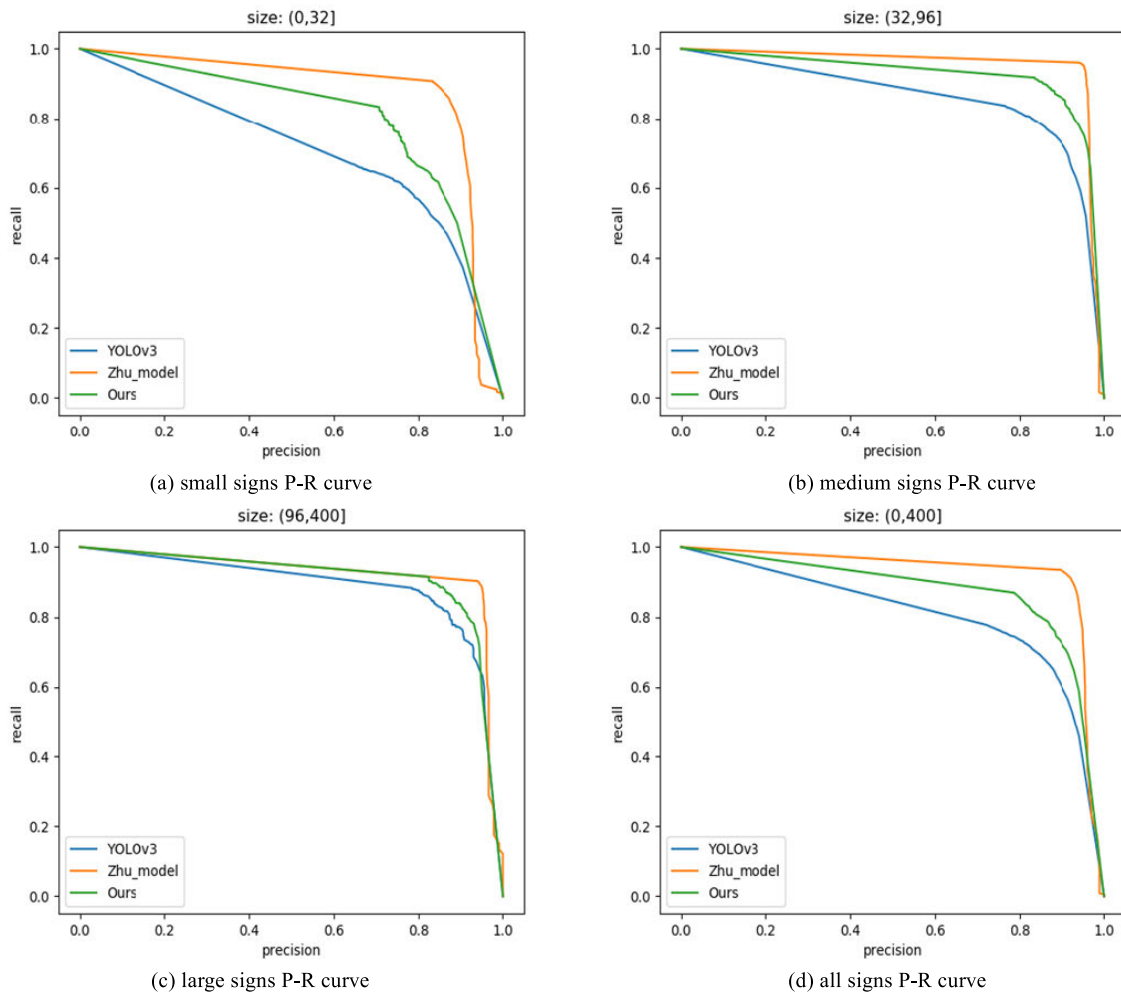 size: (0,32]
1.0
0.8
0.6
0.4
0.2
0.0
recall
YOLOv3
Zhu_model
Ours
0.0 0.2 0.4 0.6 0.8 1.0
precision
(a) small signs P-R curve
size: (32,96]
1.0
0.8
0.6
0.4
0.2
0.0
recall
YOLOv3
Zhu_model
Ours
0.0 0.2 0.4 0.6 0.8 1.0
precision
(b) medium signs P-R curve
size: (96,400]
1.0
0.8
0.6
0.4
0.2
0.0
recall
YOLOv3
Zhu_model
Ours
0.0 0.2 0.4 0.6 0.8 1.0
precision
(c) large signs P-R curve
size: (0,400]
1.0
0.8
0.6
0.4
0.2
0.0
recall
YOLOv3
Zhu_model
Ours
0.0 0.2 0.4 0.6 0.8 1.0
precision
(d) all signs P-R curve